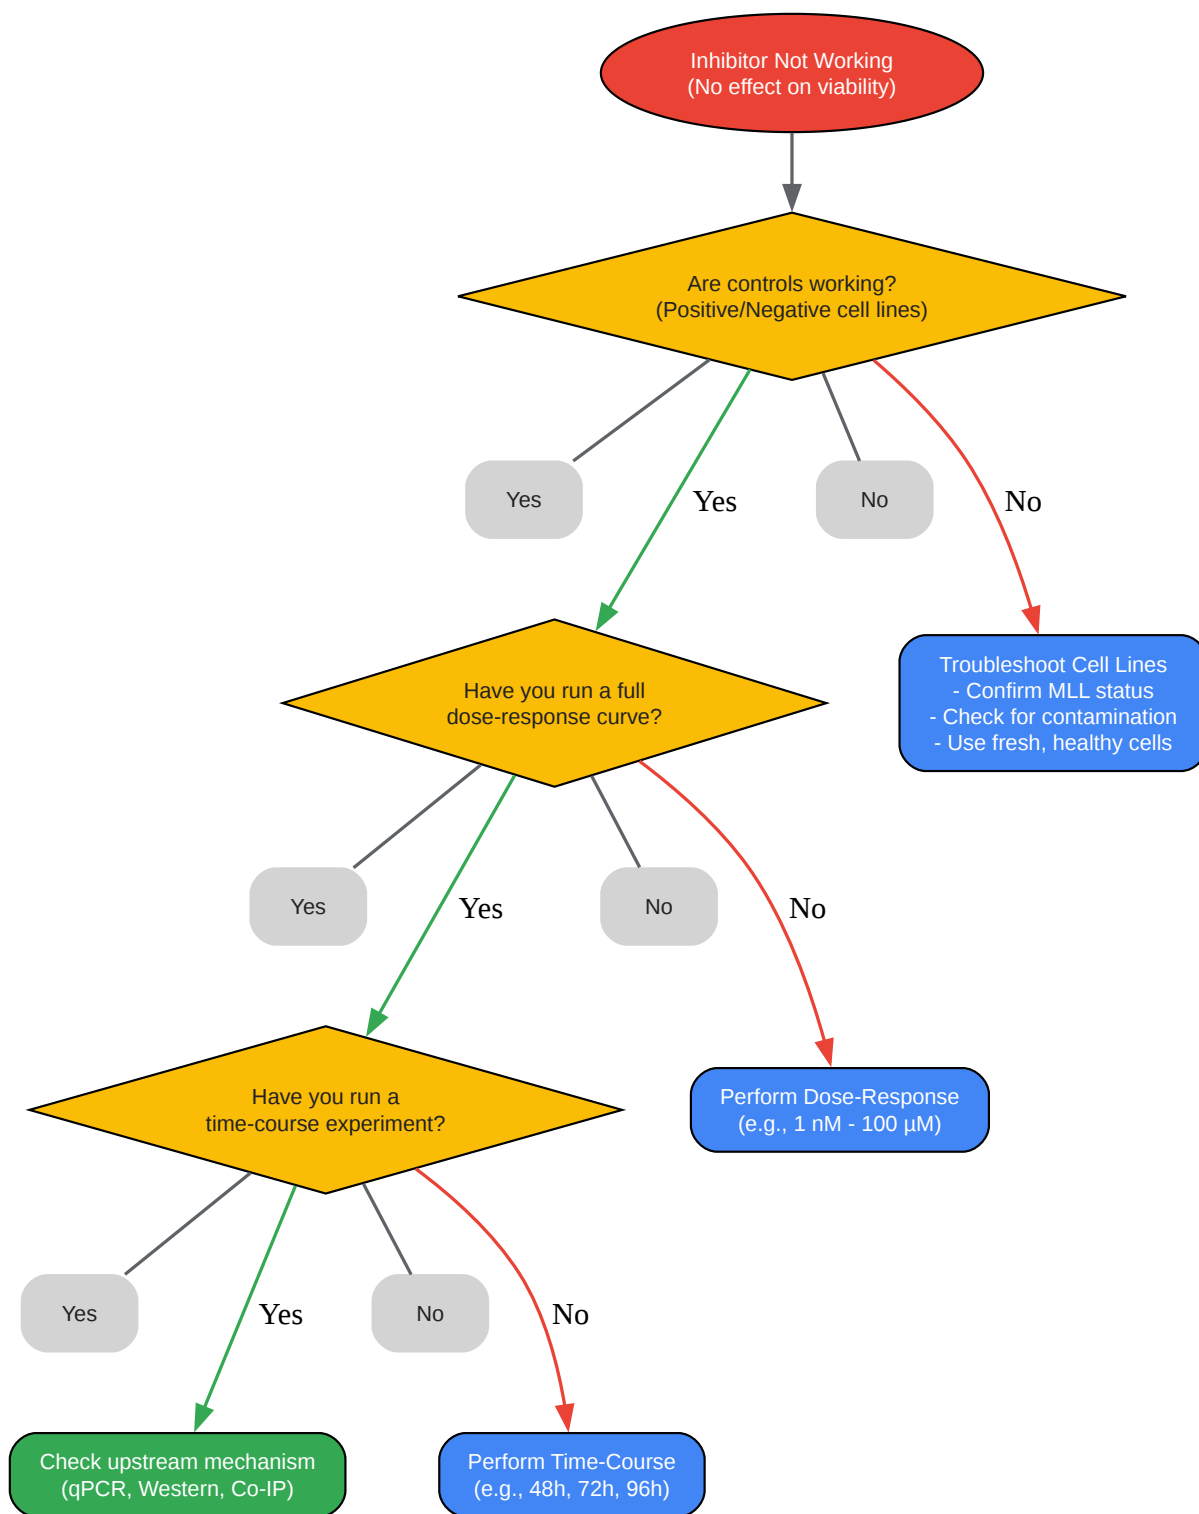 Inhibitor Not Working
(No effect on viability)
Are controls working?
(Positive/Negative cell lines)
Yes
Yes
No
No
Have you run a full
dose-response curve?
Troubleshoot Cell Lines
- Confirm MLL status
- Check for contamination
- Use fresh, healthy cells
Yes
Yes
No
No
Have you run a
time-course experiment?
Perform Dose-Response
(e.g., 1 nM - 100 µM)
Yes
Yes
No
No
Check upstream mechanism
(qPCR, Western, Co-IP)
Perform Time-Course
(e.g., 48h, 72h, 96h)